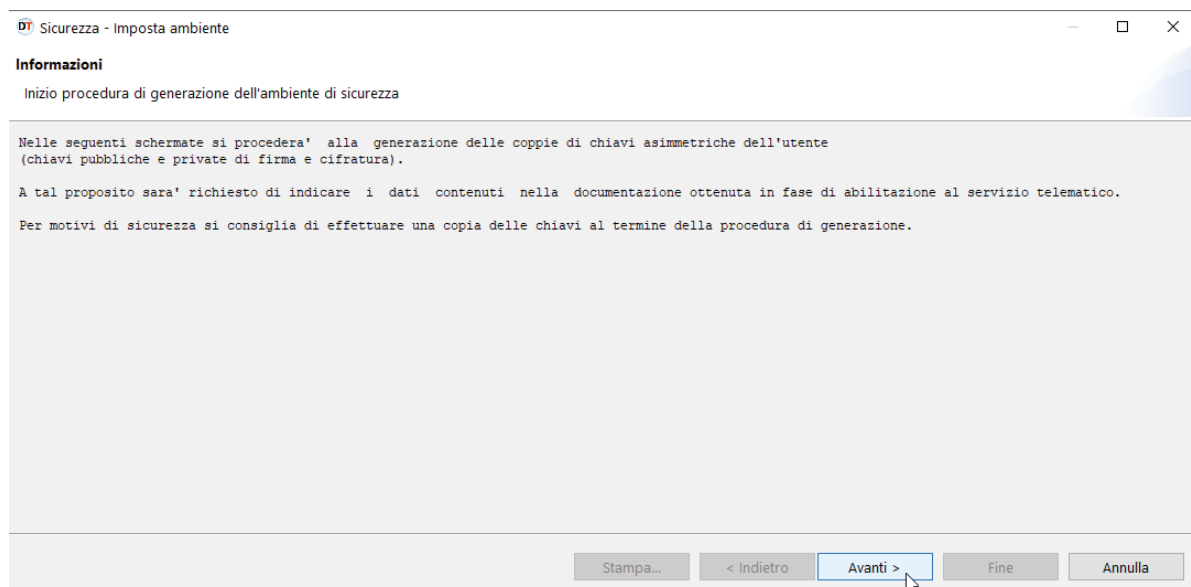 DT Sicurezza - Imposta ambiente
Informazioni
Inizio procedura di generazione dell'ambiente di sicurezza
Nelle seguenti schermate si procedera' alla generazione delle coppie di chiavi asimmetriche dell'utente
(chiavi pubbliche e private di firma e cifratura).
A tal proposito sara' richiesto di indicare i dati contenuti nella documentazione ottenuta in fase di abilitazione al servizio telematico.
Per motivi di sicurezza si consiglia di effettuare una copia delle chiavi al termine della procedura di generazione.
Stampa... < Indietro Avanti > Fine Annulla